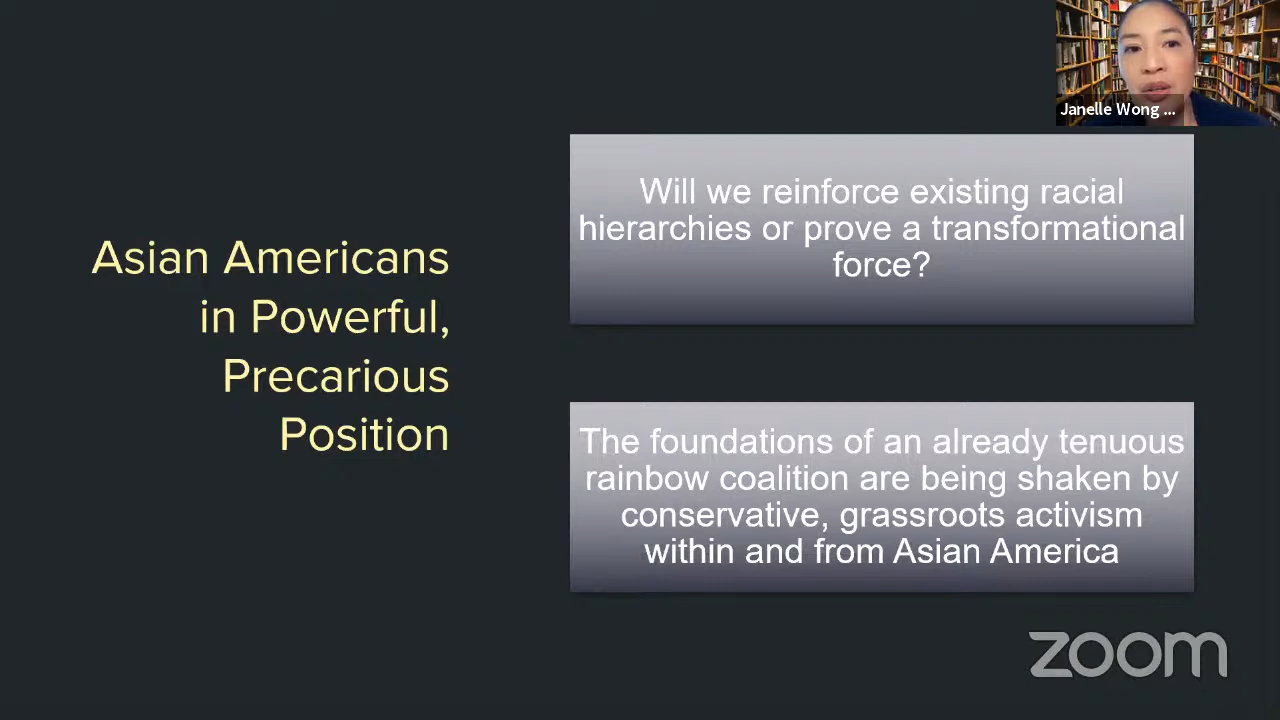 Janelle Wong ...
Asian Americans
in Powerful,
Precarious
Position
Will we reinforce existing racial
hierarchies or prove a transformational
force?
The foundations of an already tenuous
rainbow coalition are being shaken by
conservative, grassroots activism
within and from Asian America
zoom